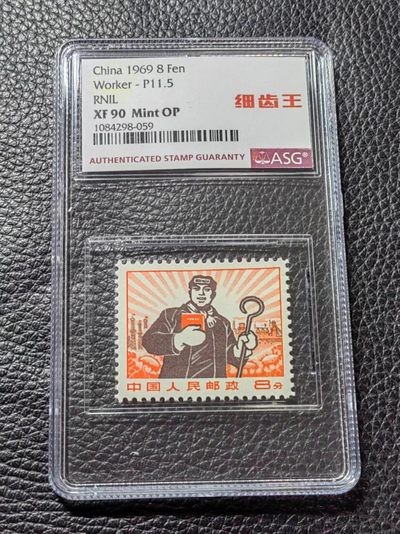 China 1969 8 Fen
Worker - P11.5
RNIL
XF 90 Mint OP
1084298-059
细齿王
AUTHENTICATED STAMP GUARANTY
ASG®
中国人民邮政 8分